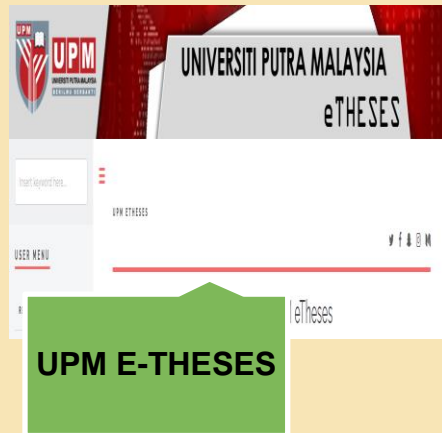 UPM
UNIVERSITI PUTRA MALAYSIA
BERILMU BERBAKTI
UNIVERSITI PUTRA MALAYSIA
eTHESES
Insert keyword here...
UPM ETHESES
USER MENU
eTheses
UPM E-THESES